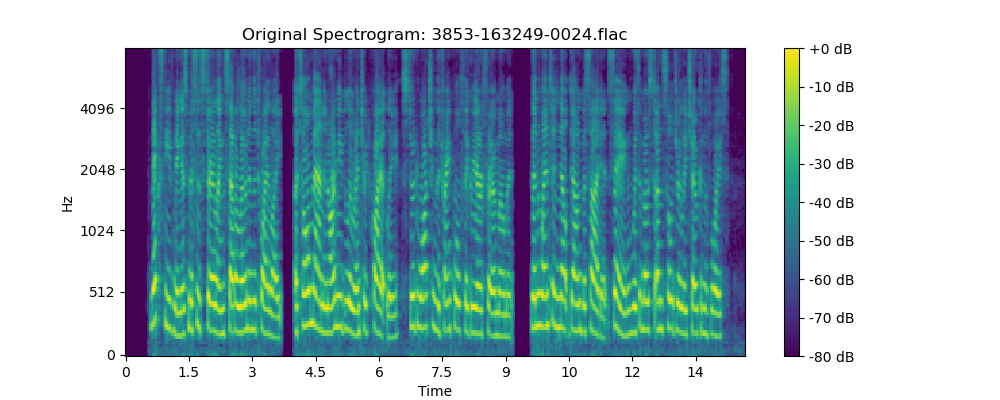 Original Spectrogram: 3853-163249-0024.flac
Hz
4096
2048
1024
512
0
0 1.5 3 4.5 6 7.5 9 10 12 14
Time
+0 dB
-10 dB
-20 dB
-30 dB
-40 dB
-50 dB
-60 dB
-70 dB
-80 dB